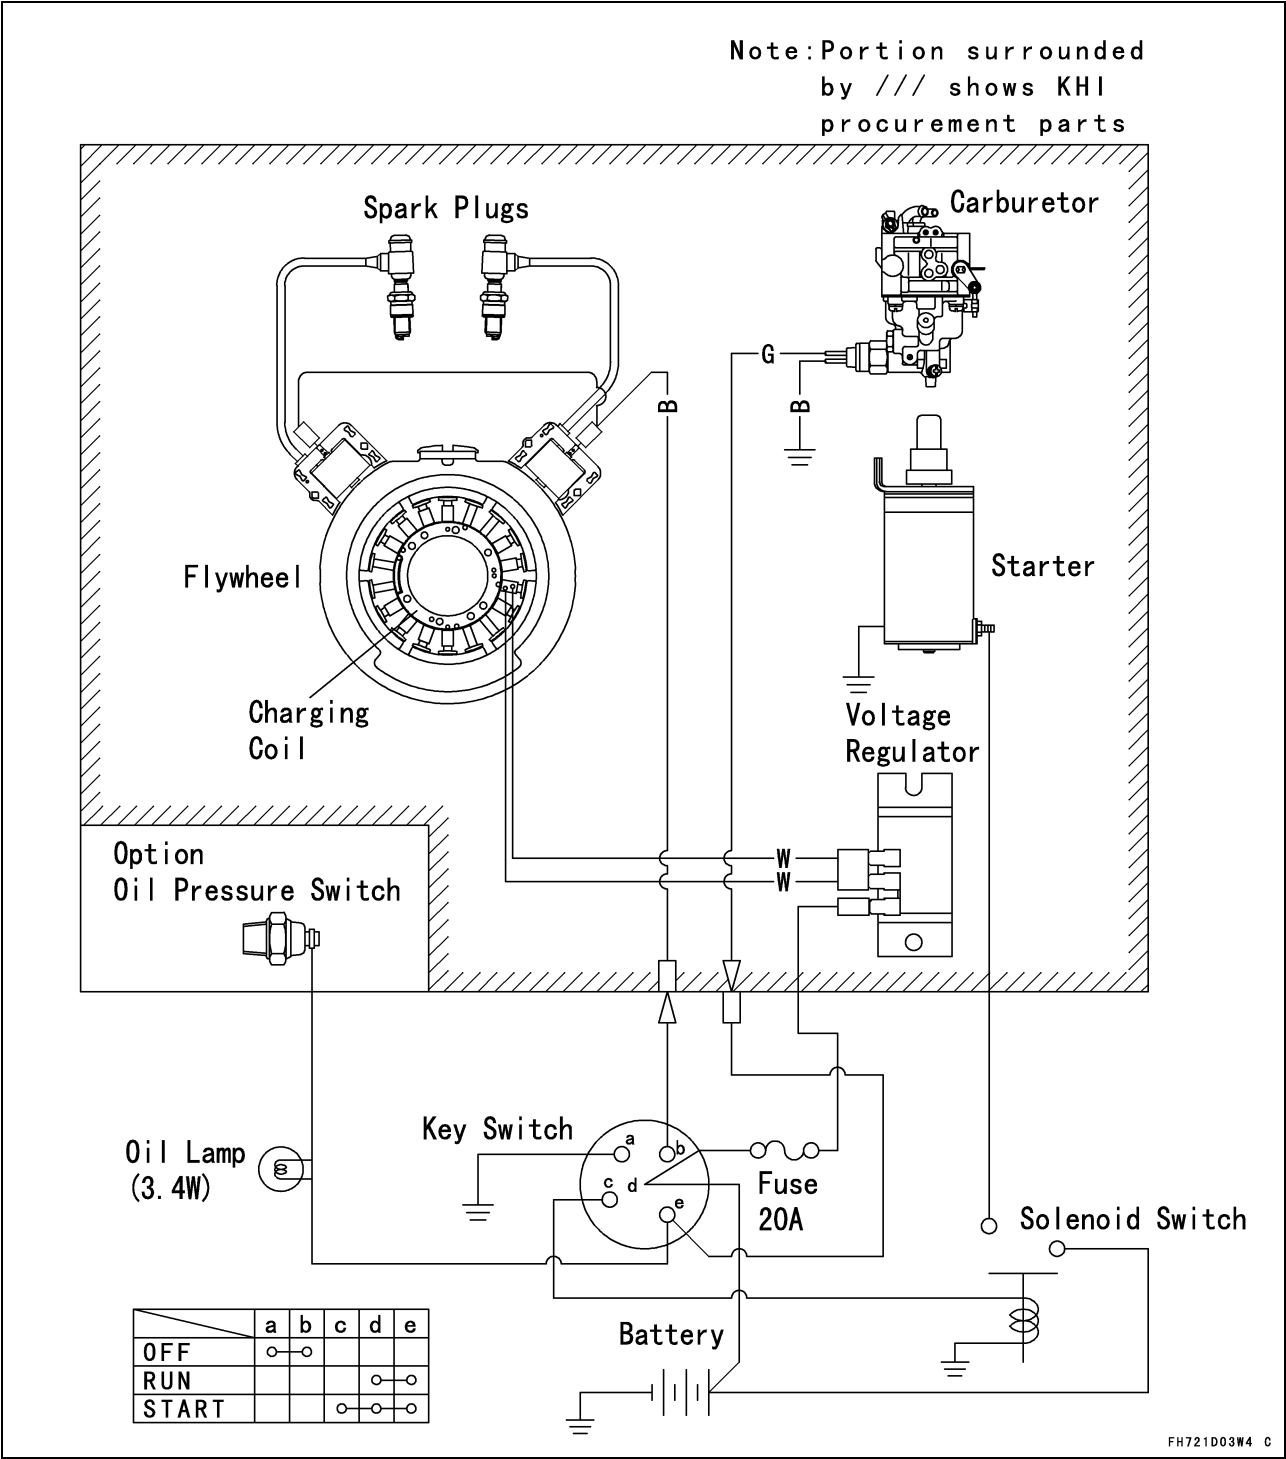 Note:Portion surrounded
by /// shows KHI
procurement parts
Spark Plugs
Carburetor
G
B
B
Flywheel
Starter
Charging
Coil
Voltage
Regulator
Option
Oil Pressure Switch
W
W
Key Switch
a
b
c
d
e
Oil Lamp
(3.4W)
Fuse
20A
Solenoid Switch
Battery
a b c d e
OFF
RUN
START
FH721D03W4 C